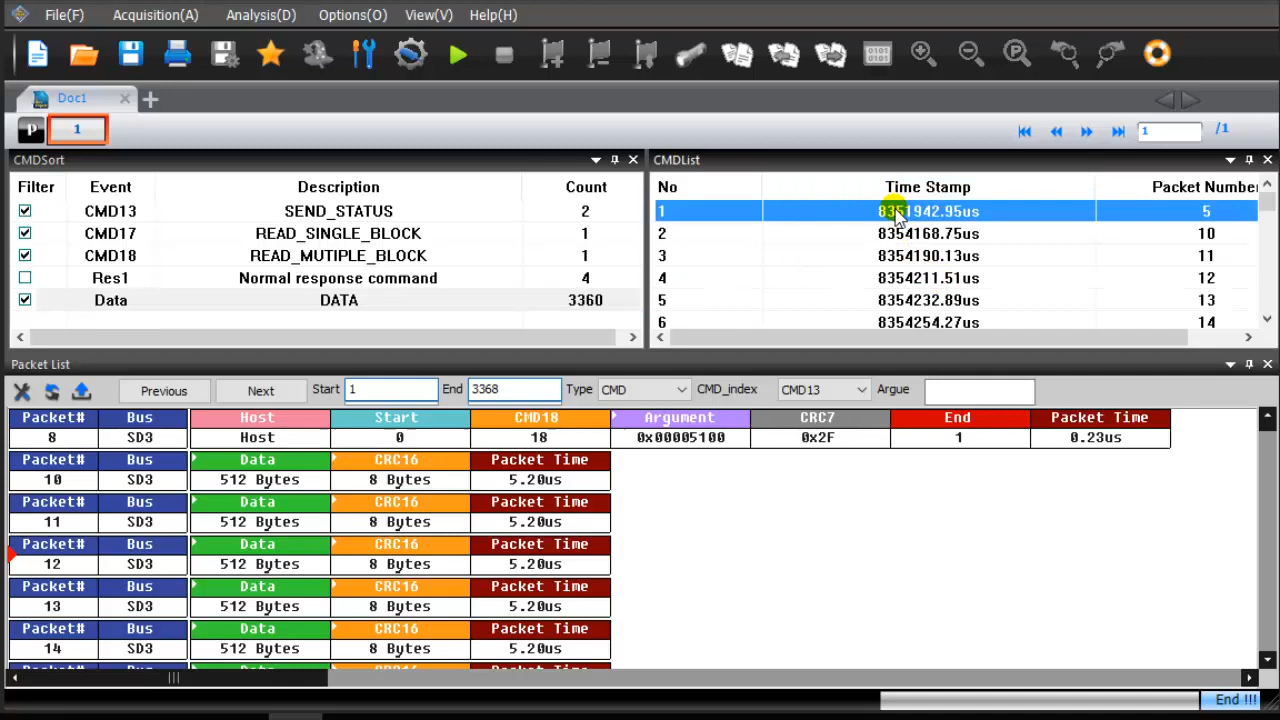 File(F) Acquisition(A) Analysis(D) Options(O) View(V) Help(H)
Doc1
P 1 1 /1
CMDSort
Filter Event Description Count
CMD13 SEND_STATUS 2
CMD17 READ_SINGLE_BLOCK 1
CMD18 READ_MUTIPLE_BLOCK 1
Res1 Normal response command 4
Data DATA 3360
CMDList
No Time Stamp Packet Number
1 8351942.95us 5
2 8354168.75us 10
3 8354190.13us 11
4 8354211.51us 12
5 8354232.89us 13
6 8354254.27us 14
Packet List
Previous Next Start 1 End 3368 Type CMD CMD_index CMD13 Argue
Packet# Bus Host Start CMD18 Argument CRC7 End Packet Time
8 SD3 Host 0 18 0x00005100 0x2F 1 0.23us
Packet# Bus Data CRC16 Packet Time
10 SD3 512 Bytes 8 Bytes 5.20us
Packet# Bus Data CRC16 Packet Time
11 SD3 512 Bytes 8 Bytes 5.20us
Packet# Bus Data CRC16 Packet Time
12 SD3 512 Bytes 8 Bytes 5.20us
Packet# Bus Data CRC16 Packet Time
13 SD3 512 Bytes 8 Bytes 5.20us
Packet# Bus Data CRC16 Packet Time
14 SD3 512 Bytes 8 Bytes 5.20us
Packet# Bus Data CRC16 Packet Time
End !!!